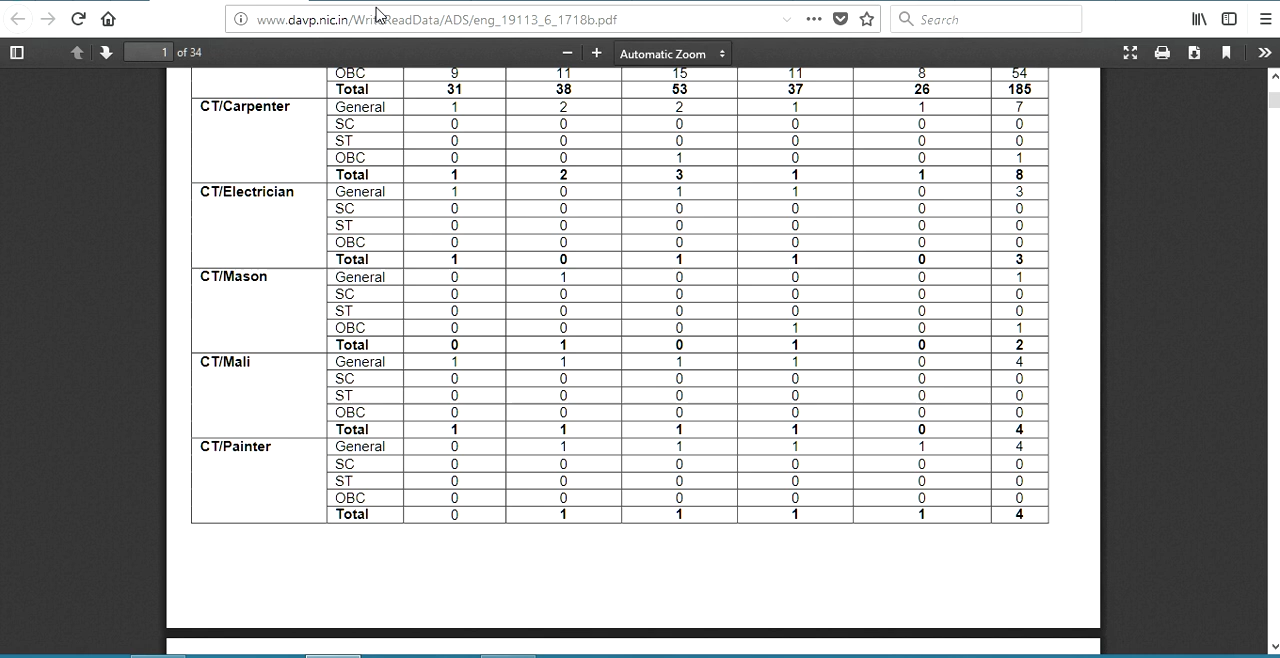 www.davp.nic.in/WriteReadData/ADS/eng_19113_6_1718b.pdf
Search
1 of 34
Automatic Zoom
OBC 9 11 15 11 8 54
Total 31 38 53 37 26 185
CT/Carpenter General 1 2 2 1 1 7
SC 0 0 0 0 0 0
ST 0 0 0 0 0 0
OBC 0 0 1 0 0 1
Total 1 2 3 1 1 8
CT/Electrician General 1 0 1 1 0 3
SC 0 0 0 0 0 0
ST 0 0 0 0 0 0
OBC 0 0 0 0 0 0
Total 1 0 1 1 0 3
CT/Mason General 0 1 0 0 0 1
SC 0 0 0 0 0 0
ST 0 0 0 0 0 0
OBC 0 0 0 1 0 1
Total 0 1 0 1 0 2
CT/Mali General 1 1 1 1 0 4
SC 0 0 0 0 0 0
ST 0 0 0 0 0 0
OBC 0 0 0 0 0 0
Total 1 1 1 1 0 4
CT/Painter General 0 1 1 1 1 4
SC 0 0 0 0 0 0
ST 0 0 0 0 0 0
OBC 0 0 0 0 0 0
Total 0 1 1 1 1 4